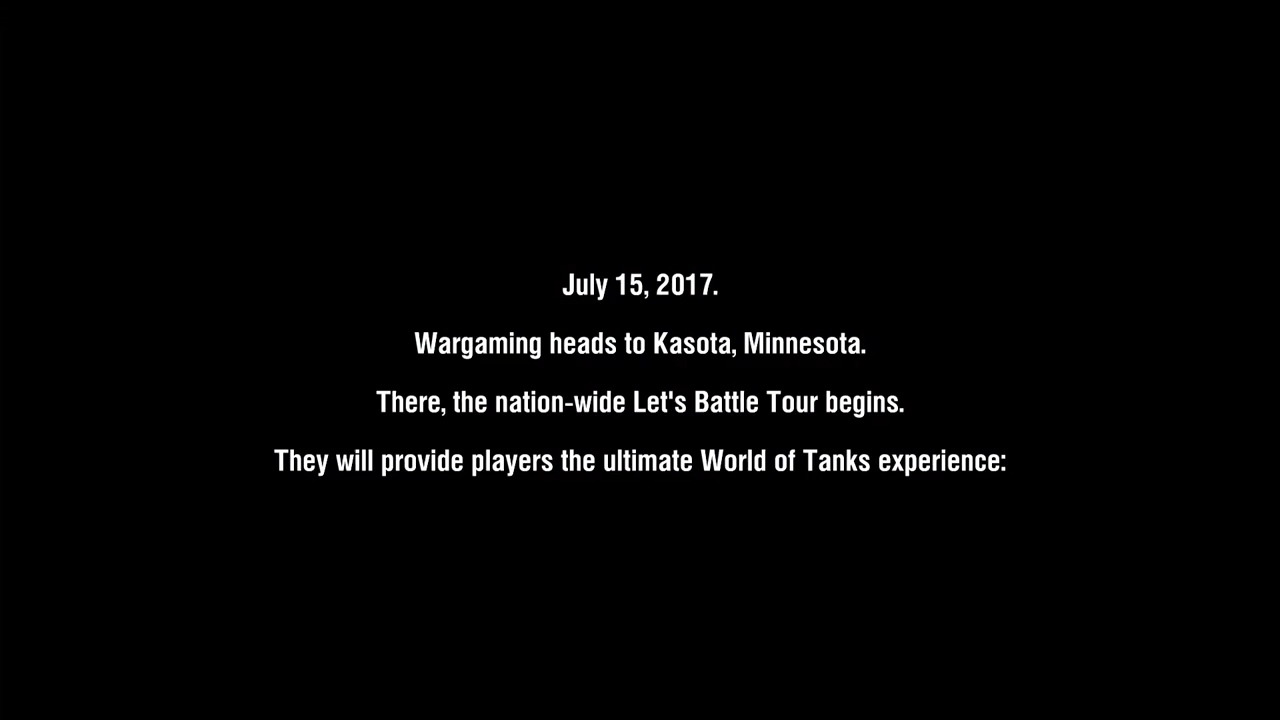 July 15, 2017.
Wargaming heads to Kasota, Minnesota.
There, the nation-wide Let's Battle Tour begins.
They will provide players the ultimate World of Tanks experience: